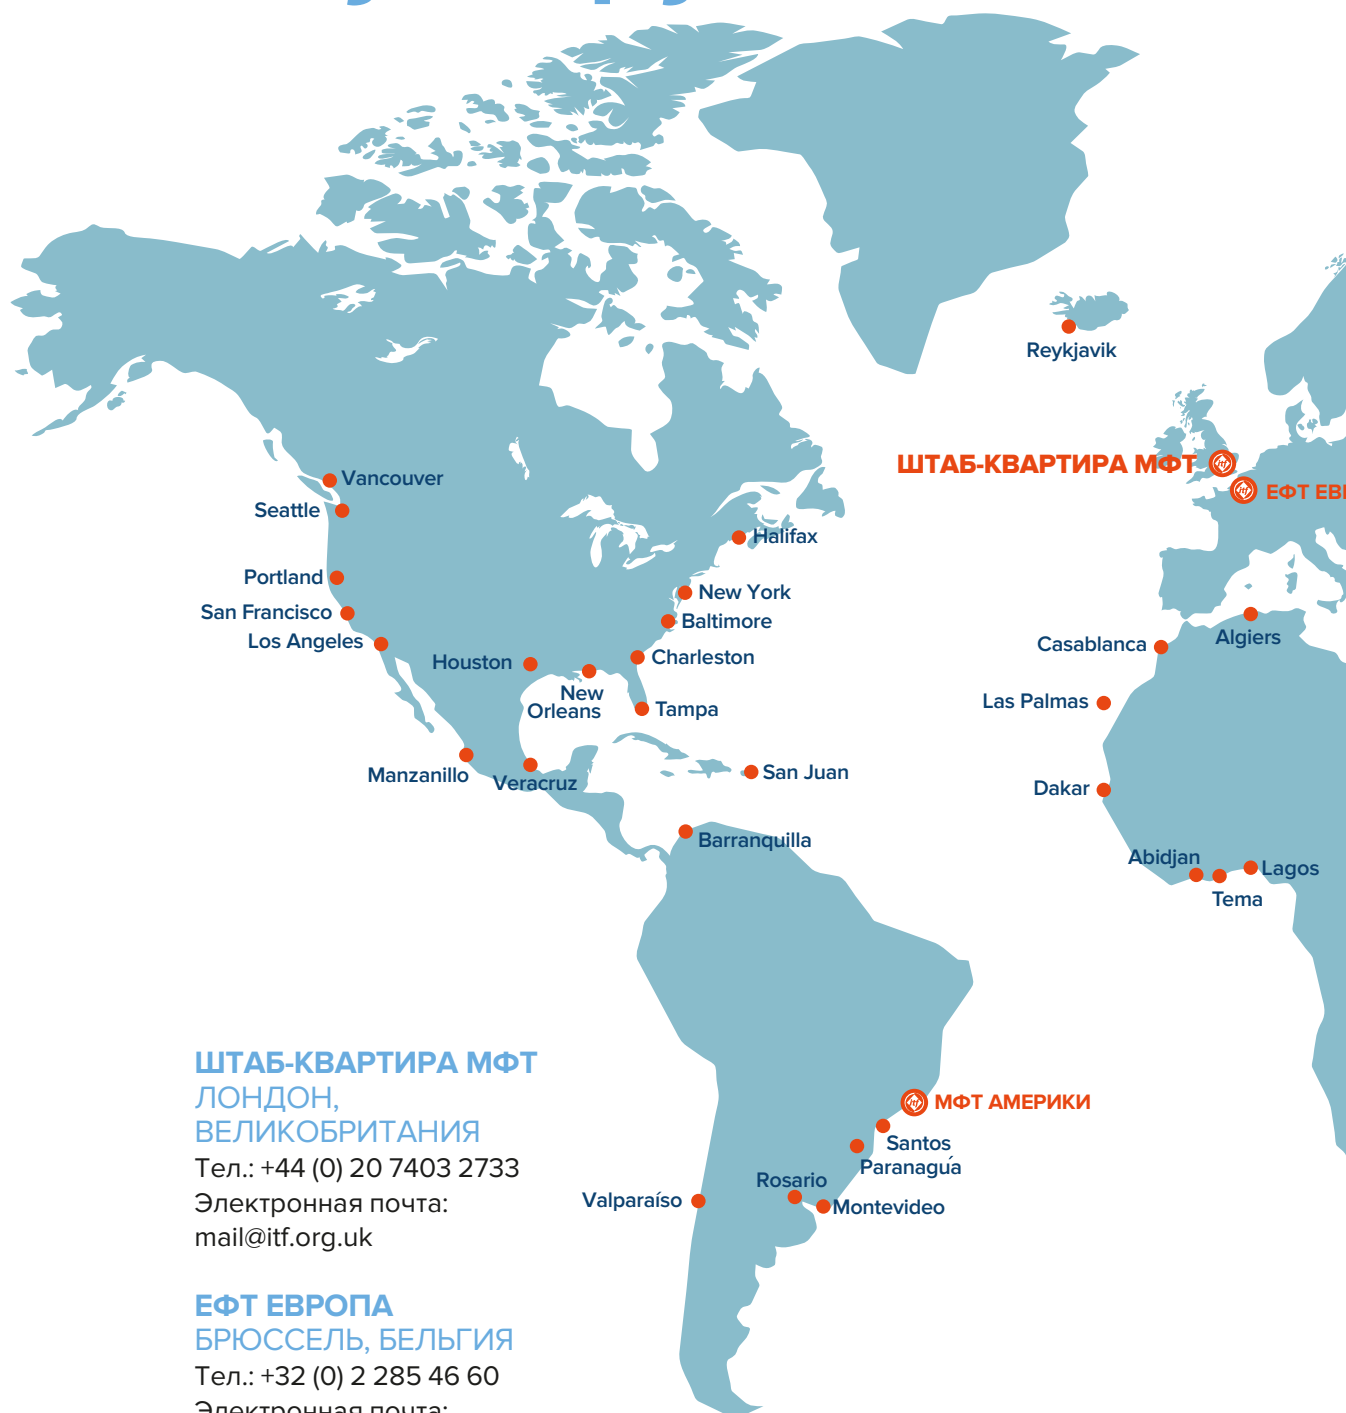 Reykjavik
ШТАБ-КВАРТИРА МФТ
ЕФТ
Vancouver
Seattle
Halifax
Portland
New York
San Francisco
Baltimore
Los Angeles
Houston
Charleston
New
Orleans
Tampa
Casablanca
Algiers
Las Palmas
Manzanillo
Veracruz
San Juan
Dakar
Barranquilla
Abidjan
Lagos
Tema
МФТ АМЕРИКИ
Santos
Paranaguá
Rosario
Valparaíso
Montevideo
ШТАБ-КВАРТИРА МФТ
ЛОНДОН,
ВЕЛИКОБРИТАНИЯ
Тел.: +44 (0) 20 7403 2733
Электронная почта:
mail@itf.org.uk
ЕФТ ЕВРОПА
БРЮССЕЛЬ, БЕЛЬГИЯ
Тел.: +32 (0) 2 285 46 60
Электронная почта: